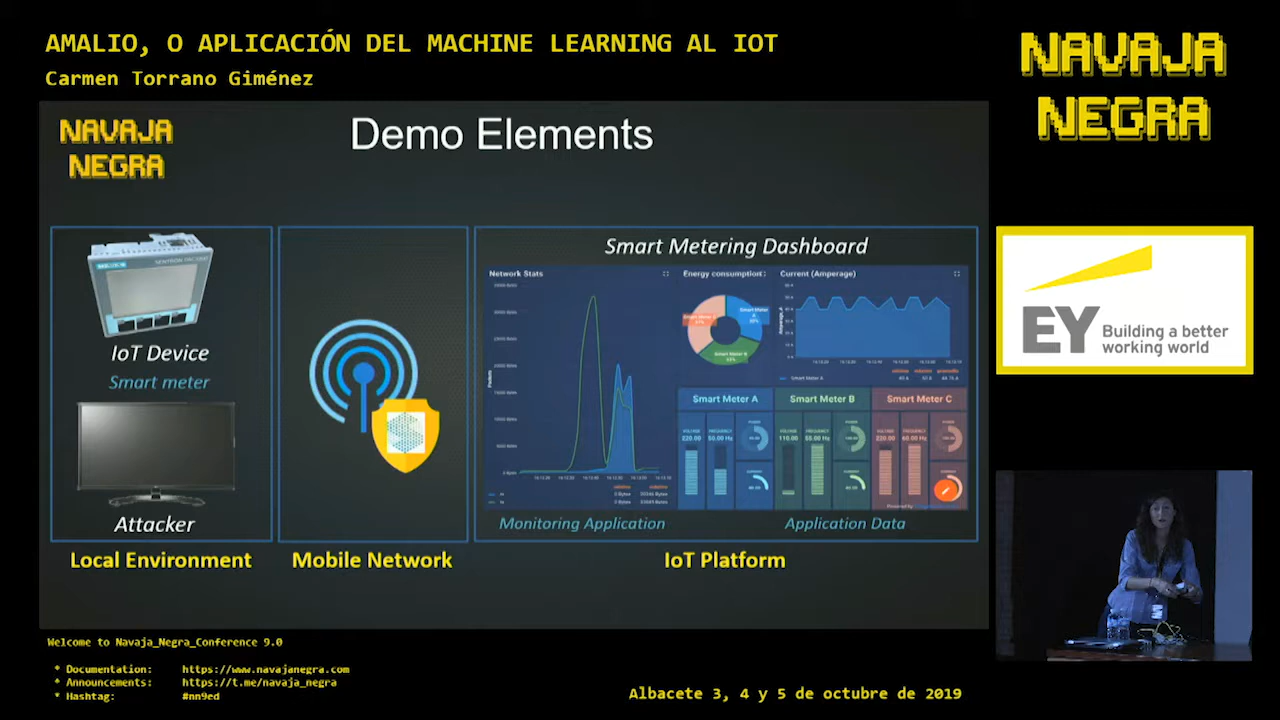 AMALIO, O APLICACIÓN DEL MACHINE LEARNING AL IOT
Carmen Torrano Giménez
NAVAJA
NEGRA
NAVAJA
NEGRA
Demo Elements
IoT Device
Smart meter
Attacker
Local Environment
Mobile Network
Smart Metering Dashboard
Network Stats
Energy consumption
Current (Amperage)
Smart Meter A
Smart Meter A
Smart Meter B
Smart Meter C
Monitoring Application
Application Data
IoT Platform
EY
Building a better
working world
Welcome to Navaja_Negra_Conference 9.0
* Documentation: https://www.navajanegra.com
* Announcements: https://t.me/navaja_negra
* Hashtag: #nn9ed
Albacete 3, 4 y 5 de octubre de 2019